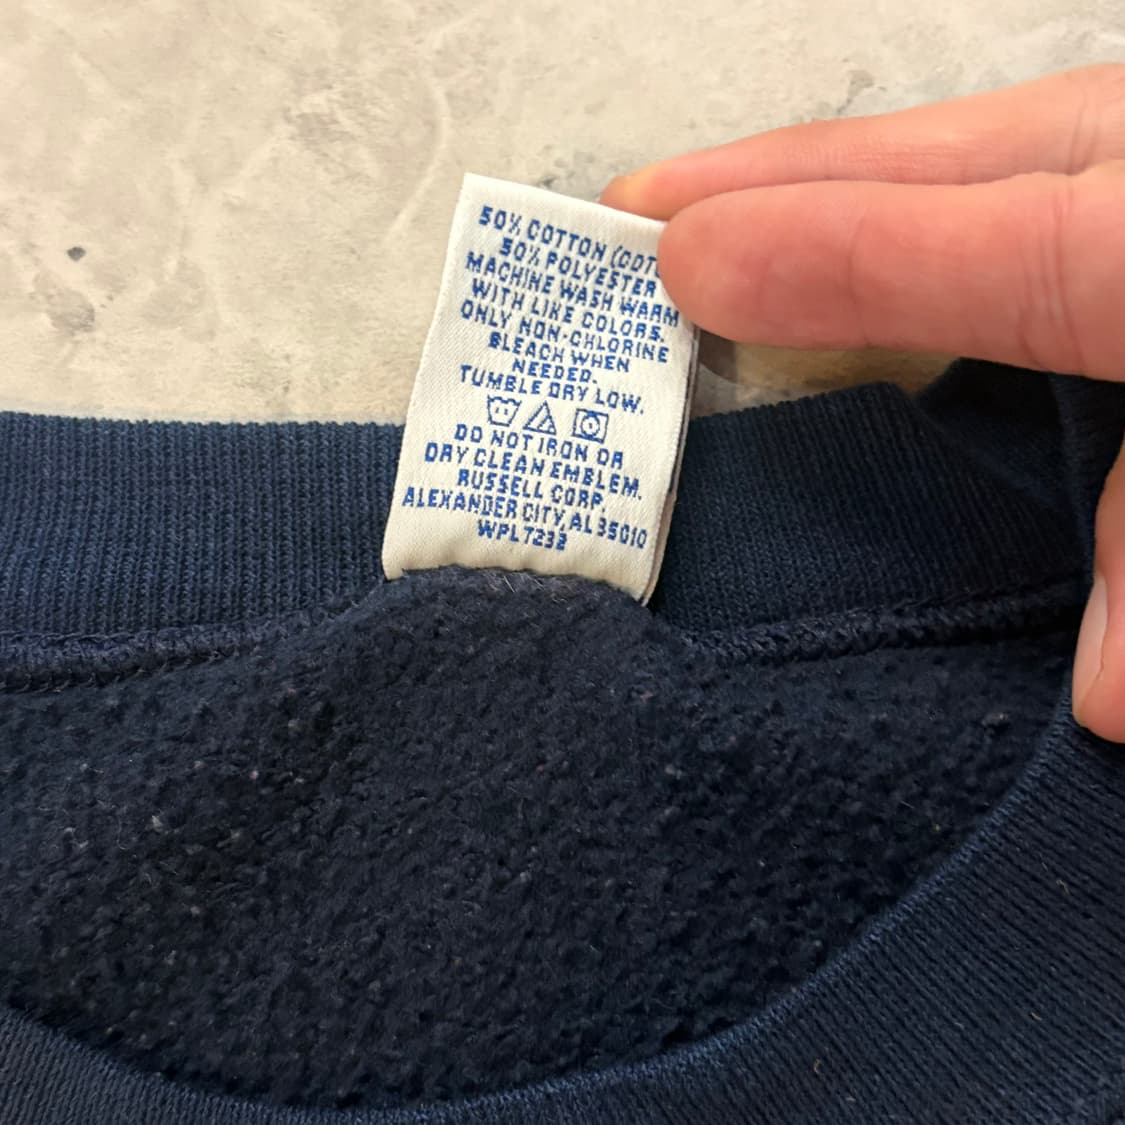 50% COTTON (COT
50% POLYESTER
MACHINE WASH WARM
WITH LIKE COLORS.
ONLY NON-CHLORINE
BLEACH WHEN
NEEDED.
TUMBLE DRY LOW.
DO NOT IRON OR
DRY CLEAN EMBLEM.
RUSSELL CORP.
ALEXANDER CITY, AL 35010
WPL 7232